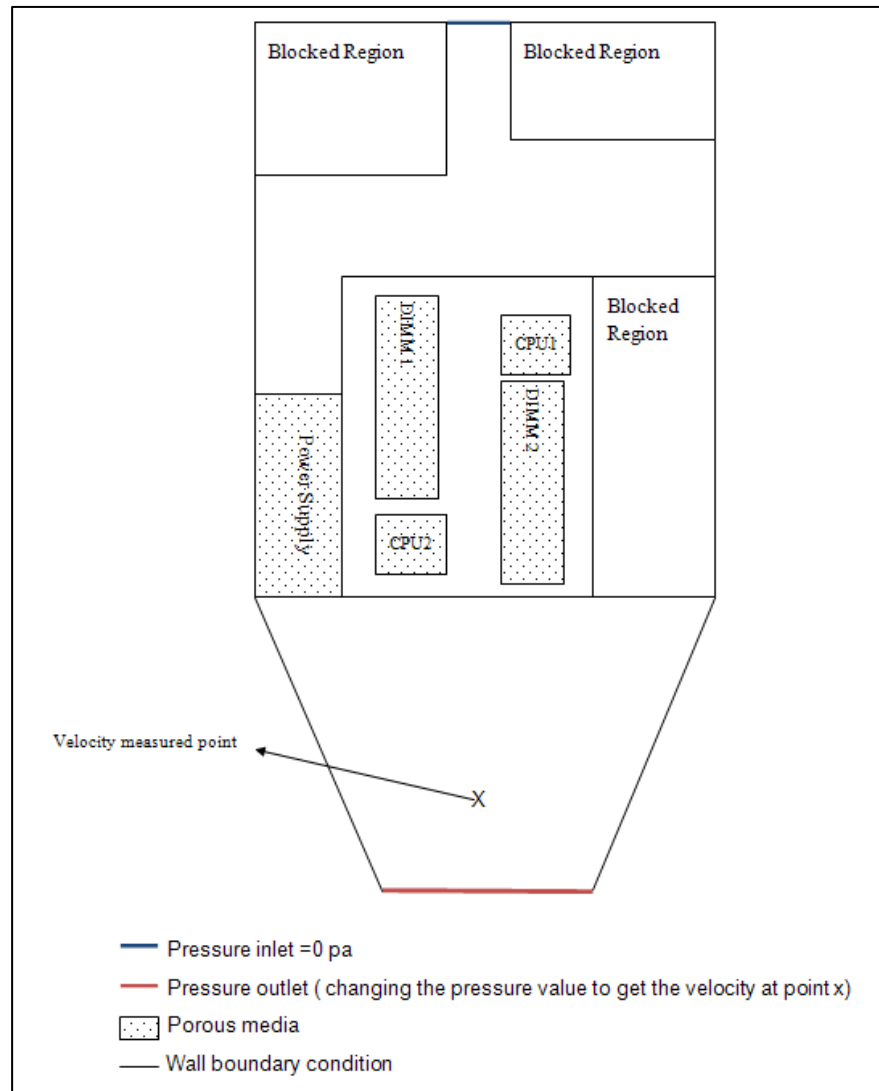 Blocked Region
Blocked Region
Blocked
Region
DIMM 1
CPU1
DIMM 2
Power Supply
CPU2
Velocity measured point
X
Pressure inlet =0 pa
Pressure outlet ( changing the pressure value to get the velocity at point x)
Porous media
Wall boundary condition